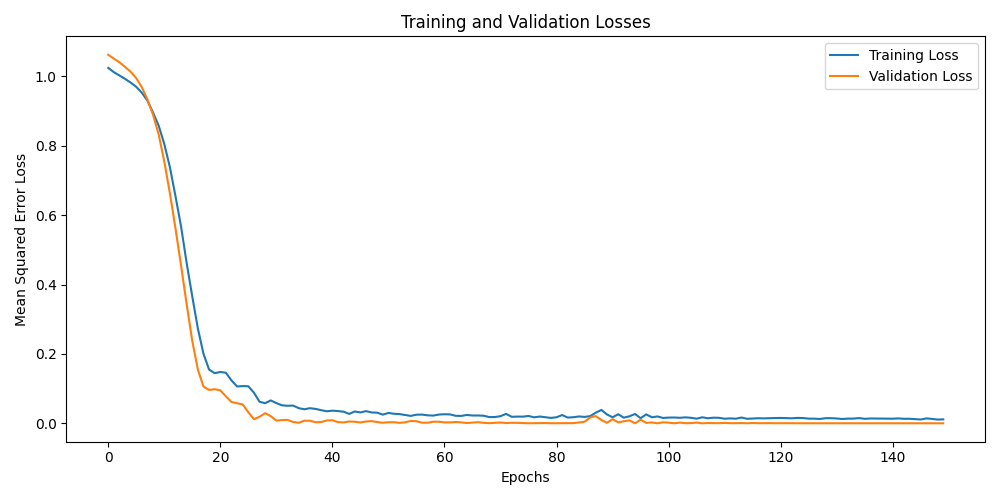 Training and Validation Losses
Training Loss
Validation Loss
Mean Squared Error Loss
1.0
0.8
0.6
0.4
0.2
0.0
0 20 40 60 80 100 120 140
Epochs